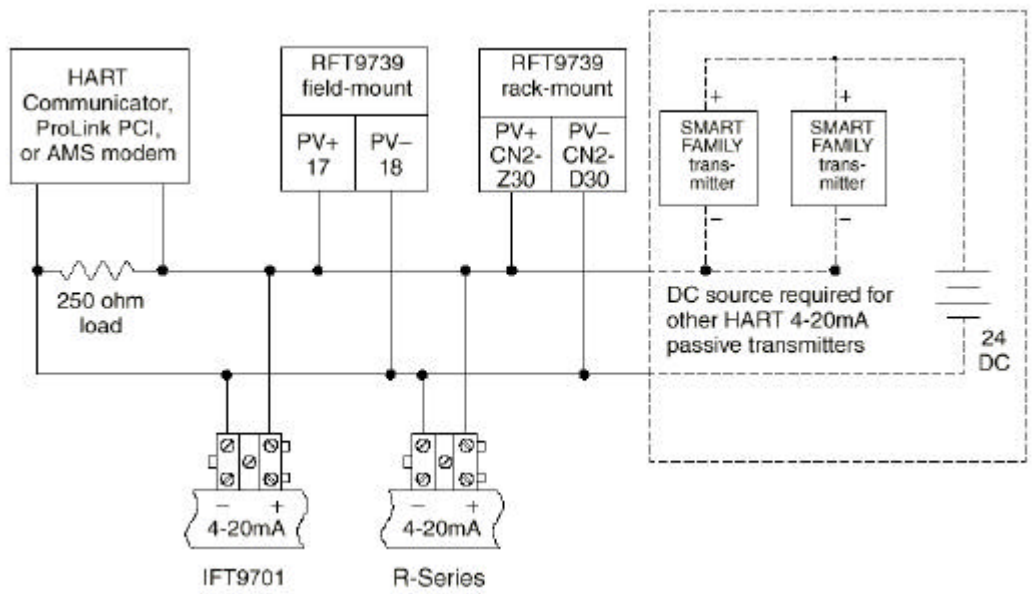 HART
Communicator,
ProLink PCI,
or AMS modem
RFT9739
field-mount
PV+
17
PV–
18
RFT9739
rack-mount
PV+
CN2-
Z30
PV–
CN2-
D30
+
SMART
FAMILY
trans-
mitter
–
+
SMART
FAMILY
trans-
mitter
–
250 ohm
load
DC source required for
other HART 4-20mA
passive transmitters
24
DC
– +
4-20mA
IFT9701
– +
4-20mA
R-Series